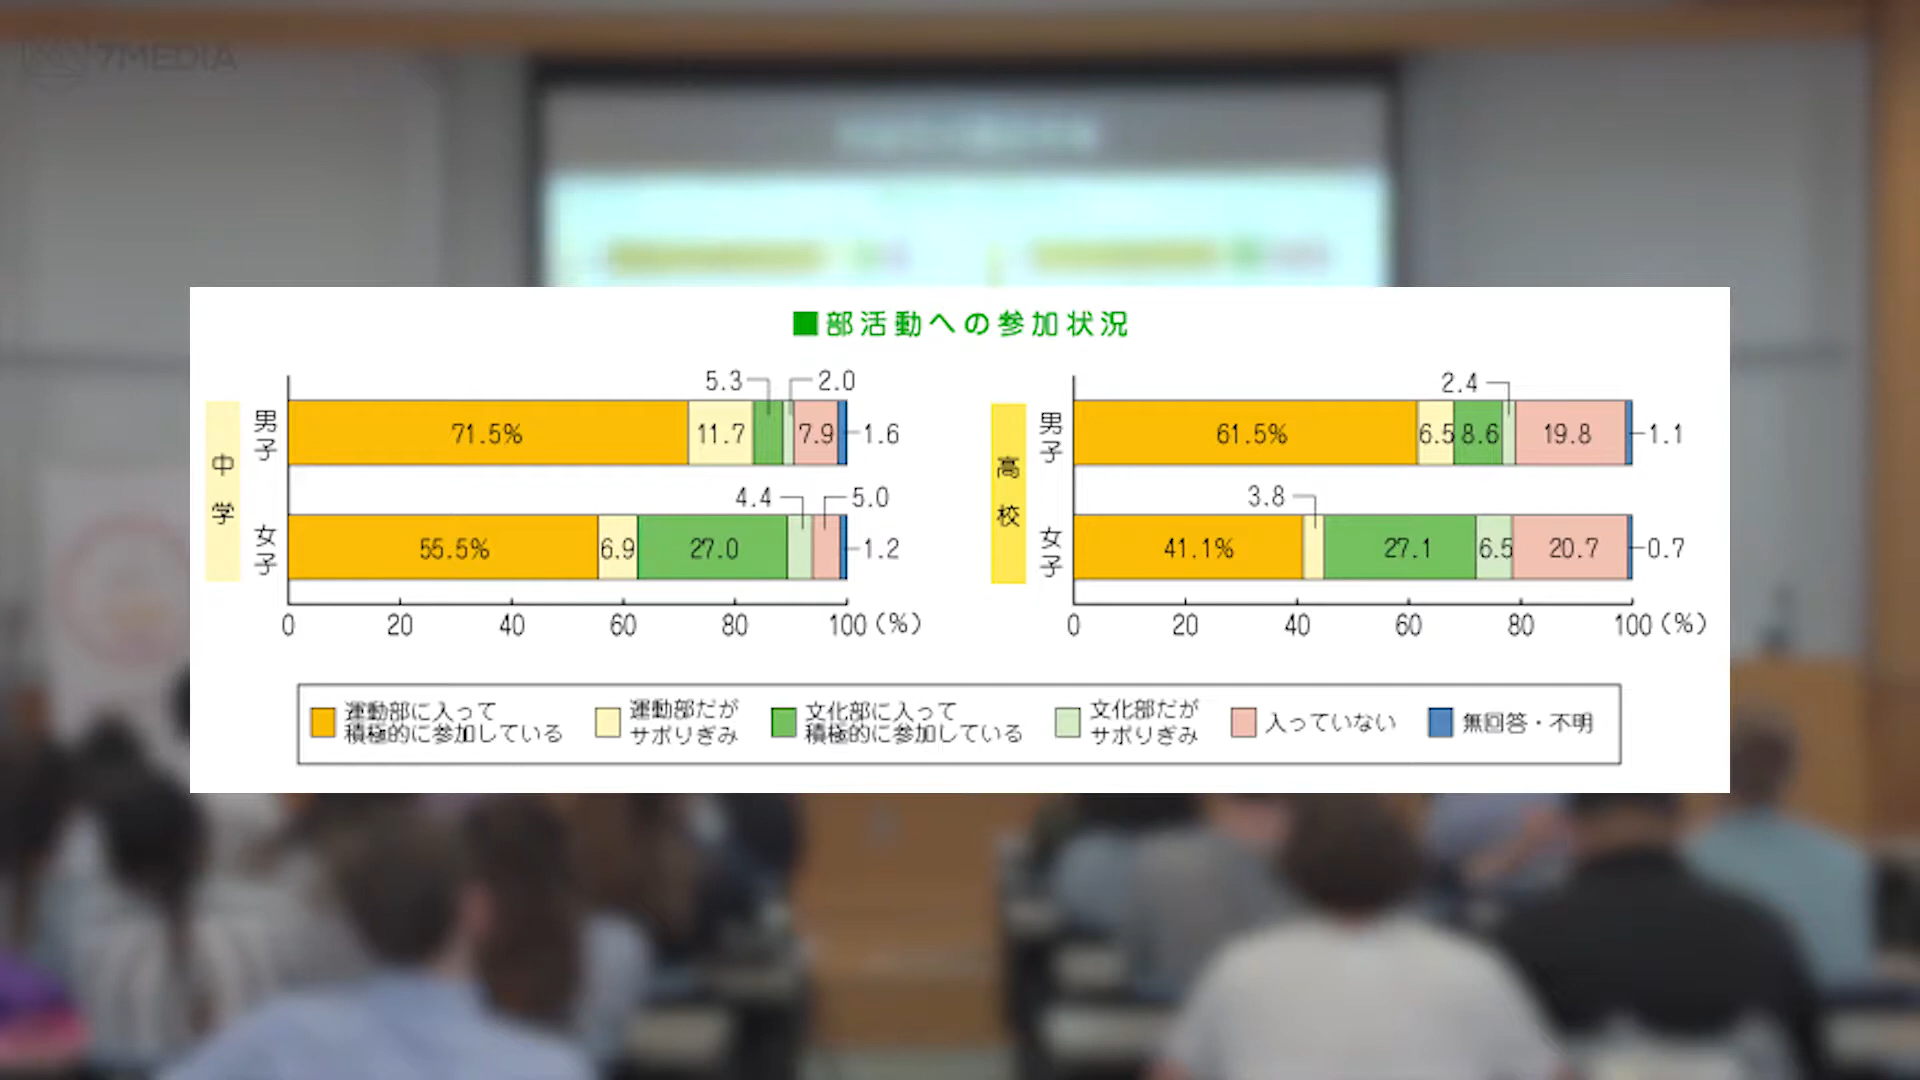 7MEDIA
■部活動への参加状況
中学
男子
71.5%
11.7
5.3
2.0
7.9
1.6
女子
55.5%
6.9
27.0
4.4
5.0
1.2
0 20 40 60 80 100(%)
高校
男子
61.5%
6.5
8.6
2.4
19.8
1.1
女子
41.1%
3.8
27.1
6.5
20.7
0.7
0 20 40 60 80 100(%)
運動部に入って
積極的に参加している
運動部だが
サボりぎみ
文化部に入って
積極的に参加している
文化部だが
サボりぎみ
入っていない
無回答・不明